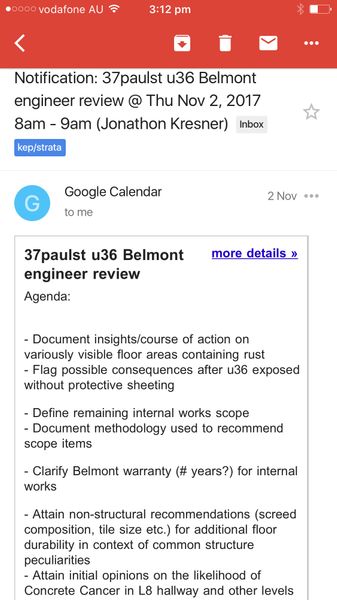 vodafone AU
3:12 pm
Notification: 37paulst u36 Belmont
engineer review @ Thu Nov 2, 2017
8am - 9am (Jonathon Kresner) Inbox
kep/strata
G
Google Calendar
2 Nov
to me
37paulst u36 Belmont
engineer review
more details »
Agenda:
- Document insights/course of action on
variously visible floor areas containing rust
- Flag possible consequences after u36 exposed
without protective sheeting
- Define remaining internal works scope
- Document methodology used to recommend
scope items
- Clarify Belmont warranty (# years?) for internal
works
- Attain non-structural recommendations (screed
composition, tile size etc.) for additional floor
durability in context of common structure
peculiarities
- Attain initial opinions on the likelihood of
Concrete Cancer in L8 hallway and other levels